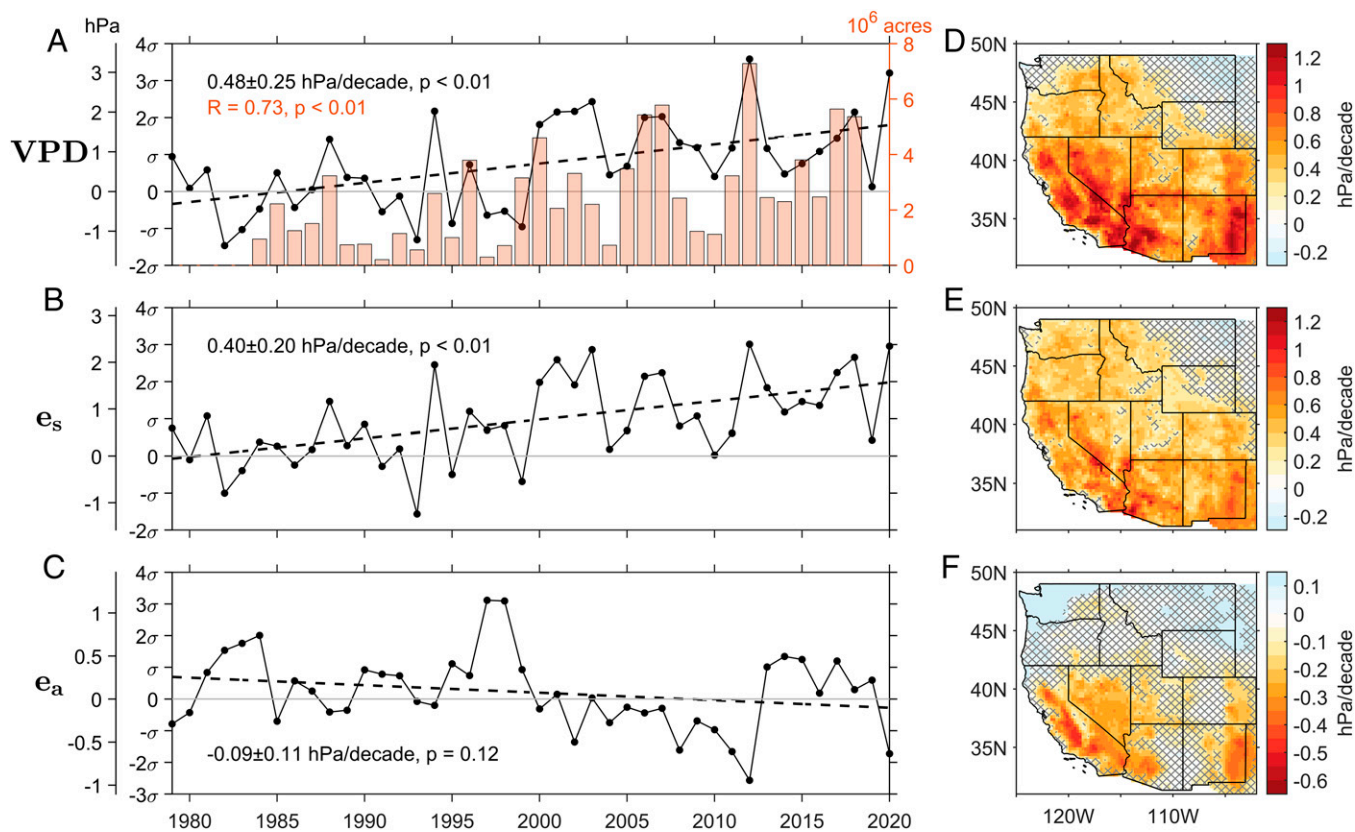 hPa
10⁶ acres
A
VPD
3
2
1
0
-1
4σ
3σ
2σ
σ
0
-σ
-2σ
0.48±0.25 hPa/decade, p < 0.01
R = 0.73, p < 0.01
8
6
4
2
0
D
50N
45N
40N
35N
1.2
1
0.8
0.6
0.4
0.2
0
-0.2
hPa/decade
B
e_s
3
2
1
0
-1
4σ
3σ
2σ
σ
0
-σ
-2σ
0.40±0.20 hPa/decade, p < 0.01
E
50N
45N
40N
35N
1.2
1
0.8
0.6
0.4
0.2
0
-0.2
hPa/decade
C
e_a
1
0.5
0
-0.5
-1
4σ
3σ
2σ
σ
0
-σ
-2σ
-3σ
-0.09±0.11 hPa/decade, p = 0.12
1980 1985 1990 1995 2000 2005 2010 2015 2020
F
50N
45N
40N
35N
120W 110W
0.1
0
-0.1
-0.2
-0.3
-0.4
-0.5
-0.6
hPa/decade